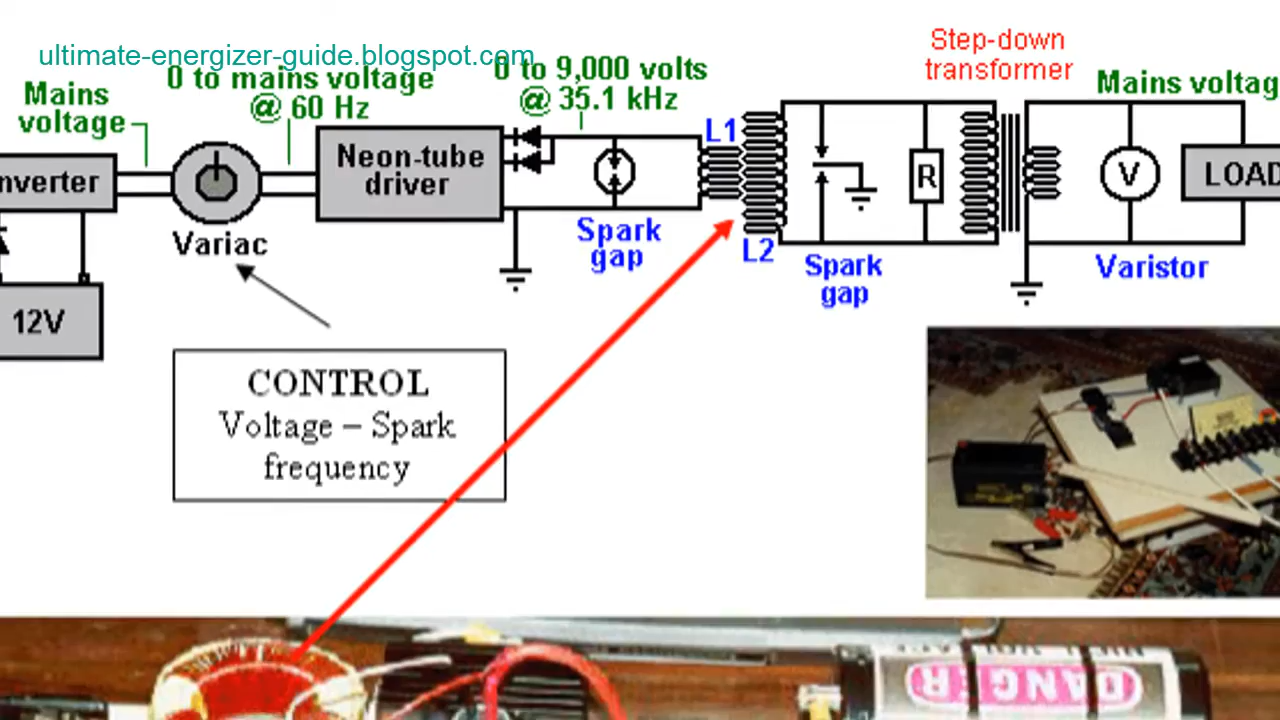 ultimate-energizer-guide.blogspot.com
Step-down
transformer
0 to mains voltage
@ 60 Hz
0 to 9,000 volts
@ 35.1 kHz
Mains
voltage
Mains voltag
L1
nverter
Neon-tube
driver
R
V
LOAD
Variac
Spark
gap
L2
Spark
gap
Varistor
12V
CONTROL
Voltage – Spark
frequency
DANGER